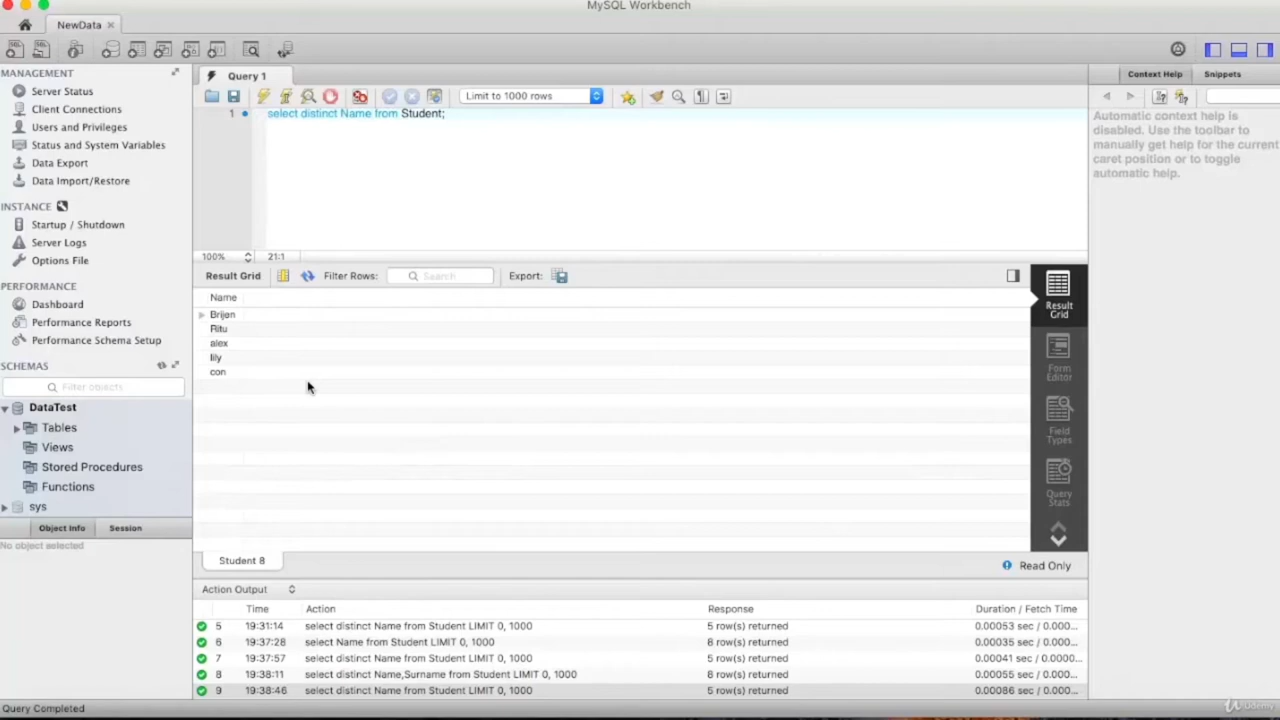 MySQL Workbench
NewData
MANAGEMENT
Server Status
Client Connections
Users and Privileges
Status and System Variables
Data Export
Data Import/Restore
INSTANCE
Startup / Shutdown
Server Logs
Options File
PERFORMANCE
Dashboard
Performance Reports
Performance Schema Setup
SCHEMAS
Filter objects
DataTest
Tables
Views
Stored Procedures
Functions
sys
Object Info Session
No object selected
Query 1
Limit to 1000 rows
1 select distinct Name from Student;
100% 21:1
Result Grid Filter Rows: Search Export:
Name
Brijen
Ritu
alex
lily
con
Result
Grid
Form
Editor
Field
Types
Query
Stats
Student 8
Read Only
Action Output
Time Action Response Duration / Fetch Time
5 19:31:14 select distinct Name from Student LIMIT 0, 1000 5 row(s) returned 0.00053 sec / 0.000...
6 19:37:28 select Name from Student LIMIT 0, 1000 8 row(s) returned 0.00035 sec / 0.000...
7 19:37:57 select distinct Name from Student LIMIT 0, 1000 5 row(s) returned 0.00041 sec / 0.0000...
8 19:38:11 select distinct Name,Surname from Student LIMIT 0, 1000 8 row(s) returned 0.00055 sec / 0.000...
9 19:38:46 select distinct Name from Student LIMIT 0, 1000 5 row(s) returned 0.00086 sec / 0.000...
Context Help Snippets
Automatic context help is
disabled. Use the toolbar to
manually get help for the current
caret position or to toggle
automatic help.
Query Completed
Udemy